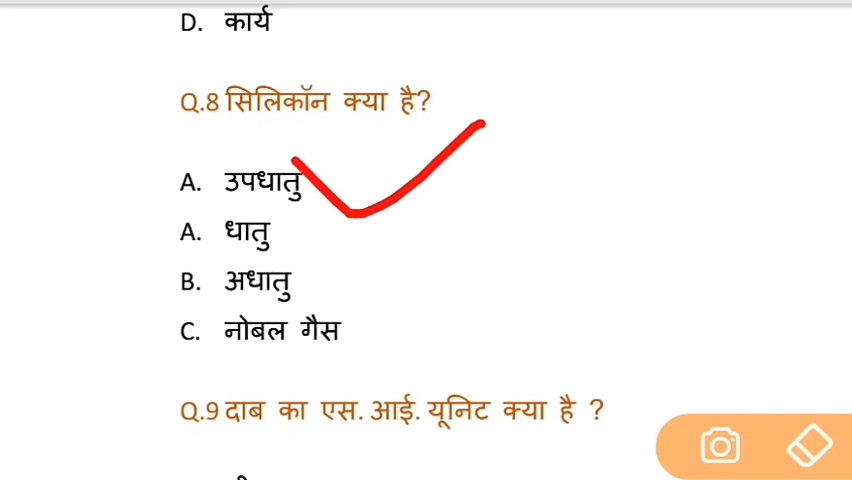 D. कार्य
Q.8 सिलिकॉन क्या है?
A. उपधातु
A. धातु
B. अधातु
C. नोबल गैस
Q.9 दाब का एस. आई. यूनिट क्या है ?